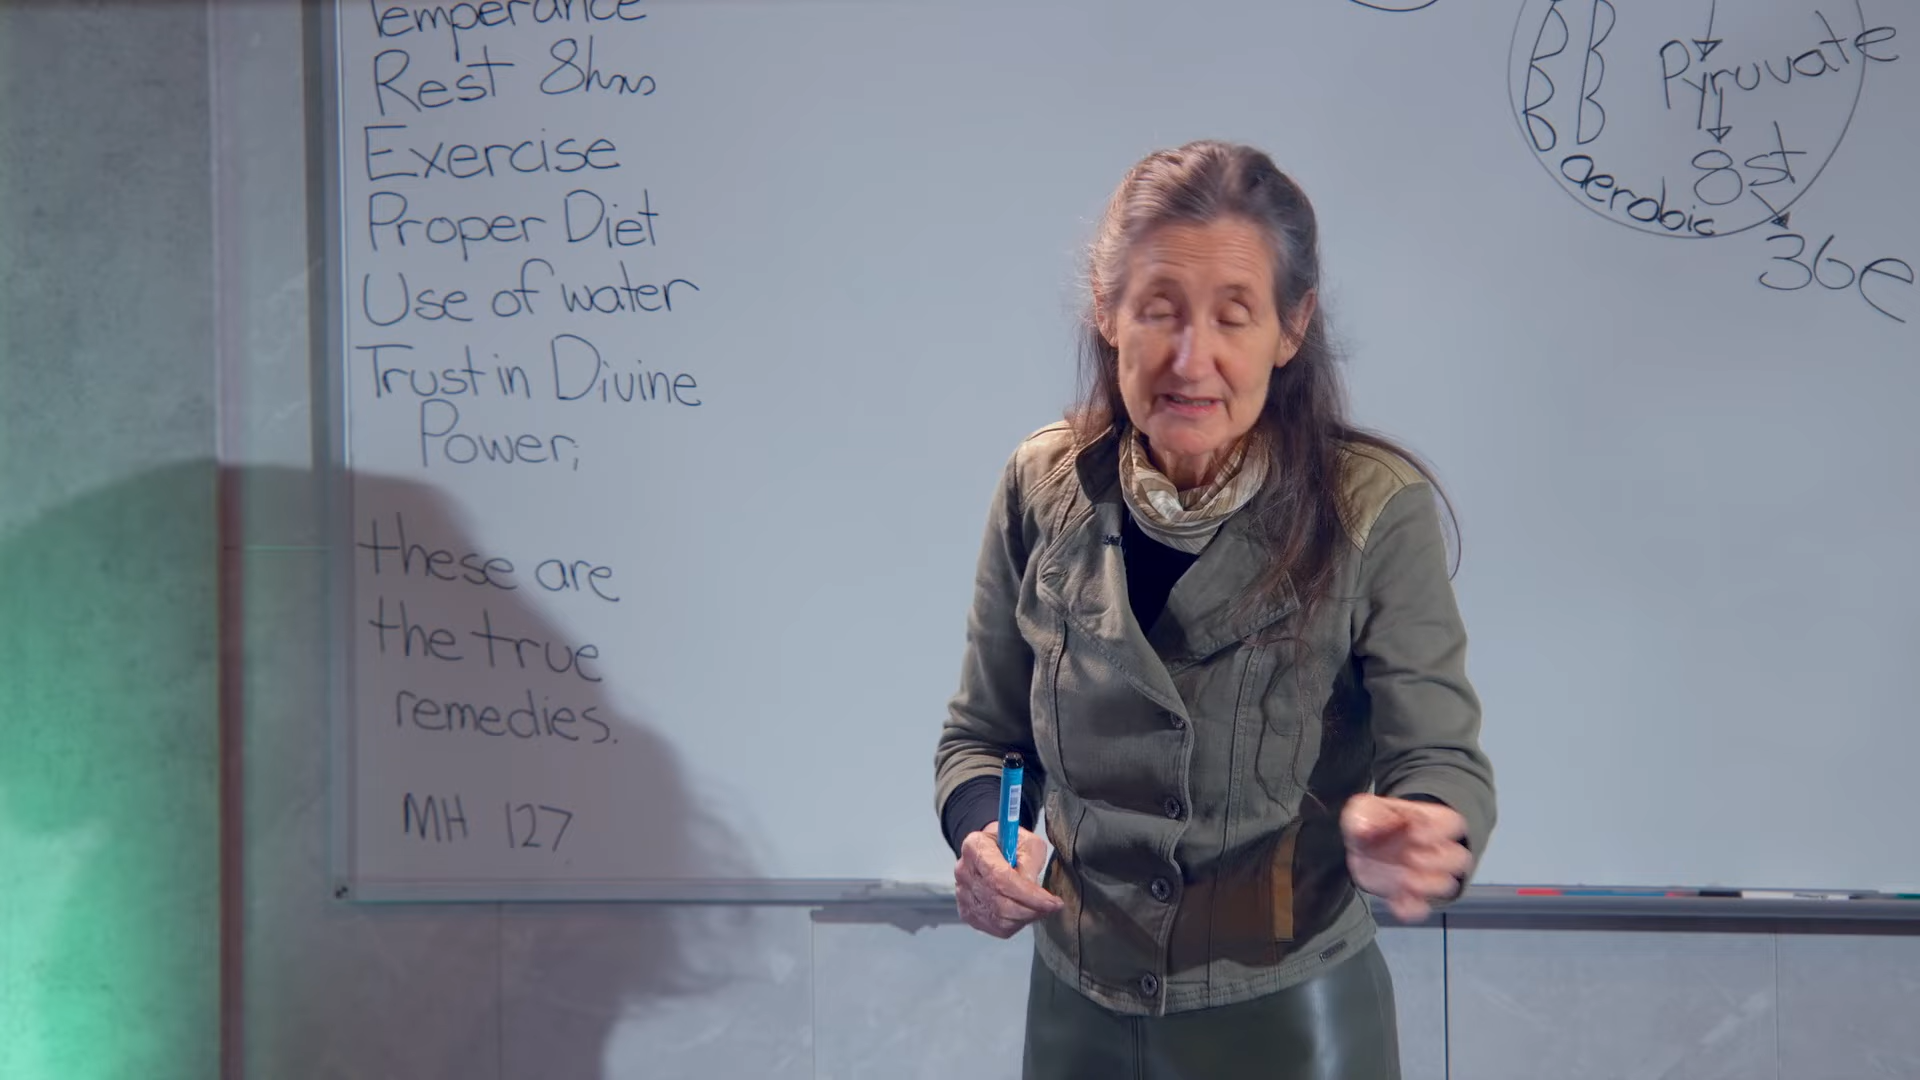 Temperance
Rest 8hrs
Exercise
Proper Diet
Use of water
Trust in Divine
Power;
these are
the true
remedies.
MH 127
Pyruvate
8st
aerobic
36e